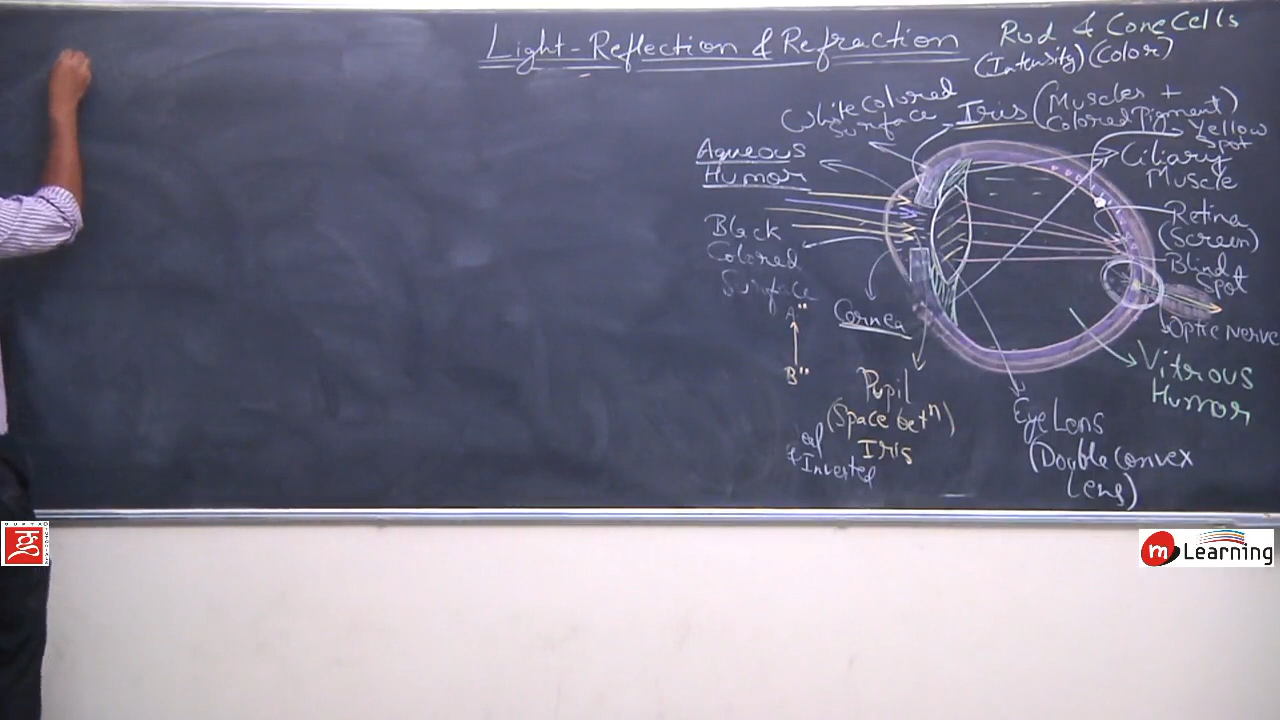 Light-Reflection & Refraction
Rod & Cone Cells
(Intensity) (Color)
White Colored
Surface
Iris (Muscles +
Colored Pigment)
Yellow
Spot
Aqueous
Humor
Ciliary
Muscle
Black
Colored
Surface
Retina
(Screen)
Blind
Spot
A"
B"
Cornea
Optic Nerve
Vitrous
Humor
Pupil
(Space betⁿ)
Iris
& Inverted
Eye Lens
(Double Convex
Lens)
m Learning